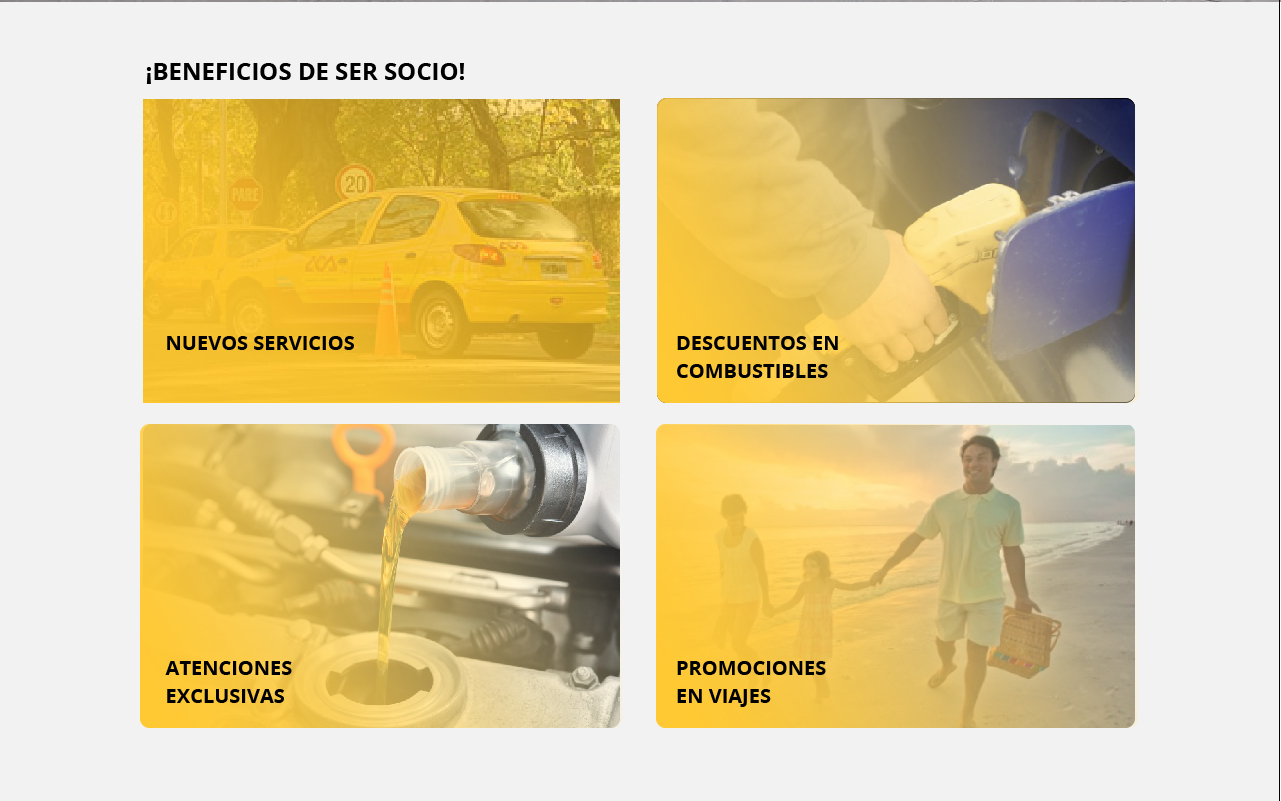 ¡BENEFICIOS DE SER SOCIO!
PARE
20
NUEVOS SERVICIOS
DESCUENTOS EN
COMBUSTIBLES
ATENCIONES
EXCLUSIVAS
PROMOCIONES
EN VIAJES